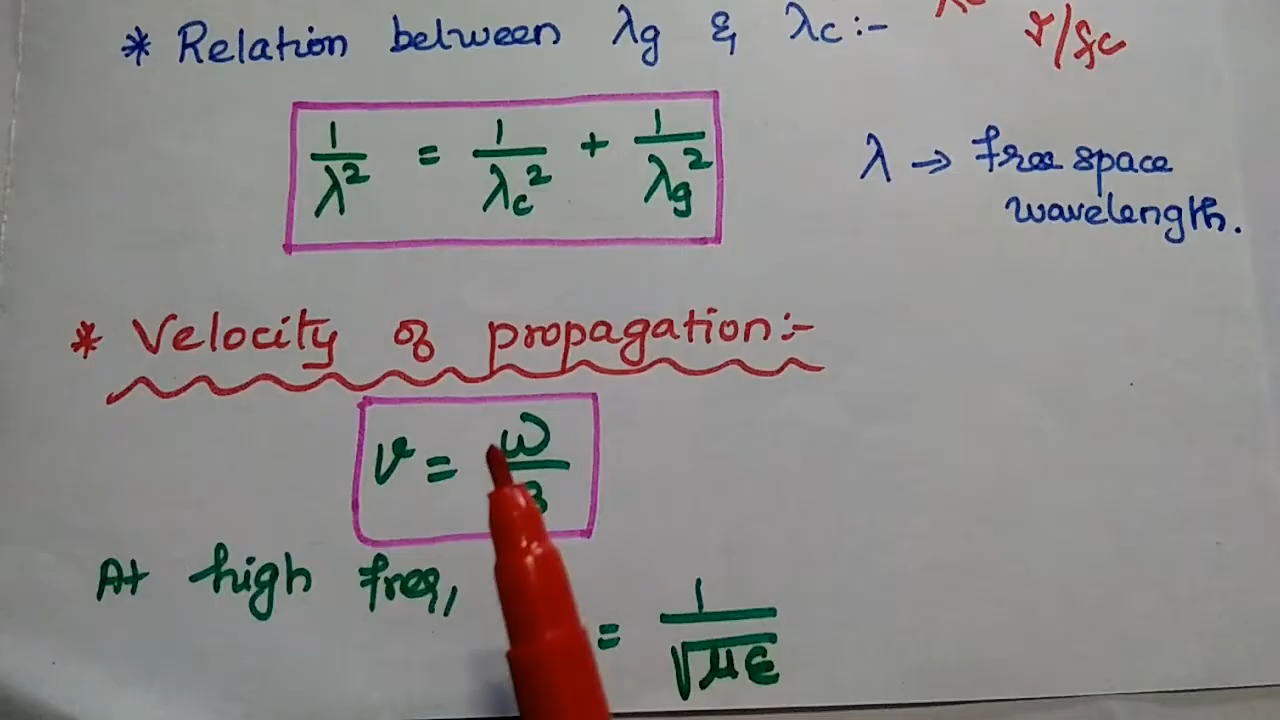 * Relation between λg & λc :-
1/λ² = 1/λc² + 1/λg²
λ → free space
wavelength.
* Velocity of propagation:-
v = ω/
At high freq,
= 1/√με